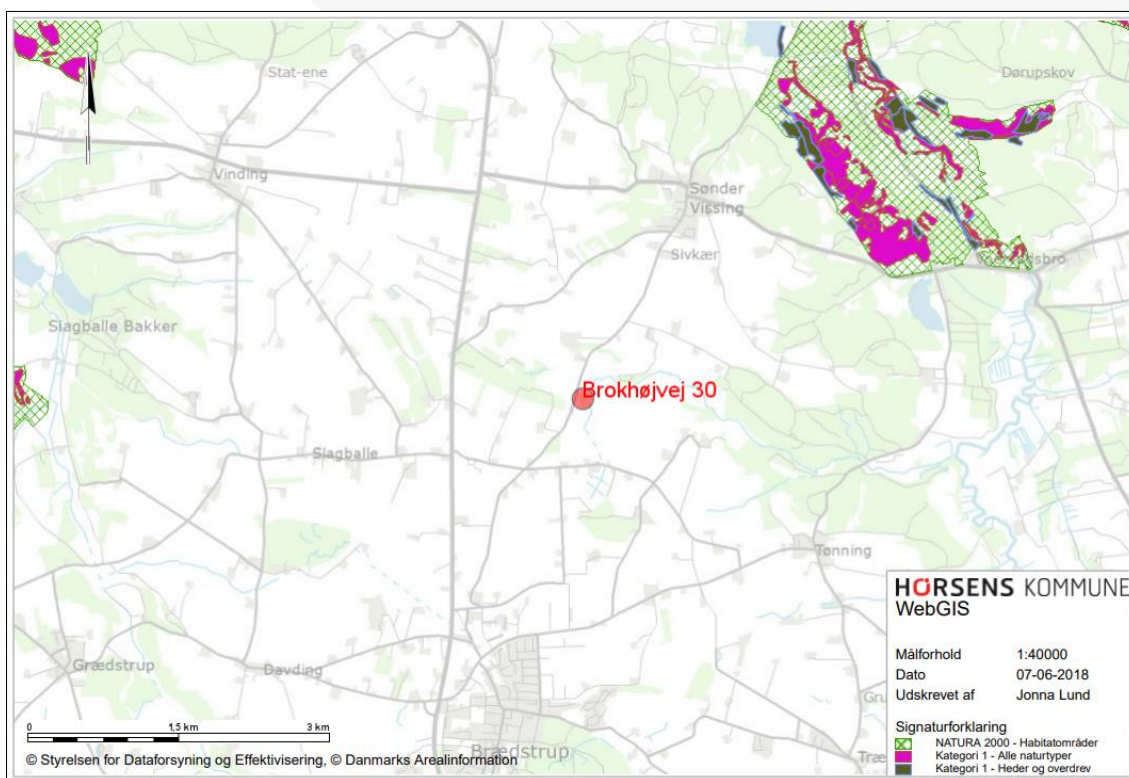 Stat-ene
Dørupskov
Vinding
Sønder
Vissing
Sivkær
Slagballe Bakker
Brokhøjvej 30
Slagballe
Tønning
Grædstrup
Davding
Brædstrup
HORSENS KOMMUNE
WebGIS
Målforhold 1:40000
Dato 07-06-2018
Udskrevet af Jonna Lund
Signaturforklaring
NATURA 2000 - Habitatområder
Kategori 1 - Alle naturtyper
Kategori 1 - Heder og overdrev
0 1,5 km 3 km
© Styrelsen for Dataforsyning og Effektivisering, © Danmarks Arealinformation